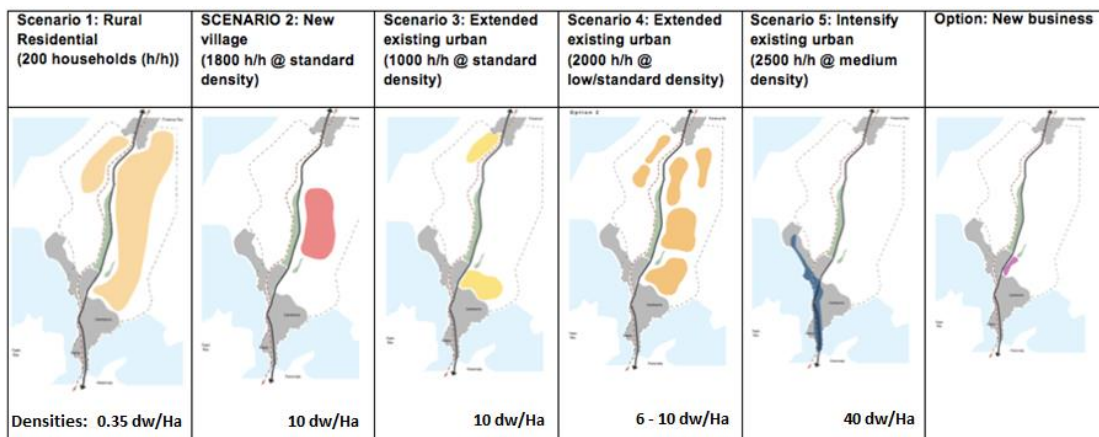 Scenario 1: Rural
Residential
(200 households (h/h))
SCENARIO 2: New
village
(1800 h/h @ standard
density)
Scenario 3: Extended
existing urban
(1000 h/h @ standard
density)
Scenario 4: Extended
existing urban
(2000 h/h @
low/standard density)
Scenario 5: Intensify
existing urban
(2500 h/h @ medium
density)
Option: New business
Option 2
Densities: 0.35 dw/Ha
10 dw/Ha
10 dw/Ha
6 - 10 dw/Ha
40 dw/Ha